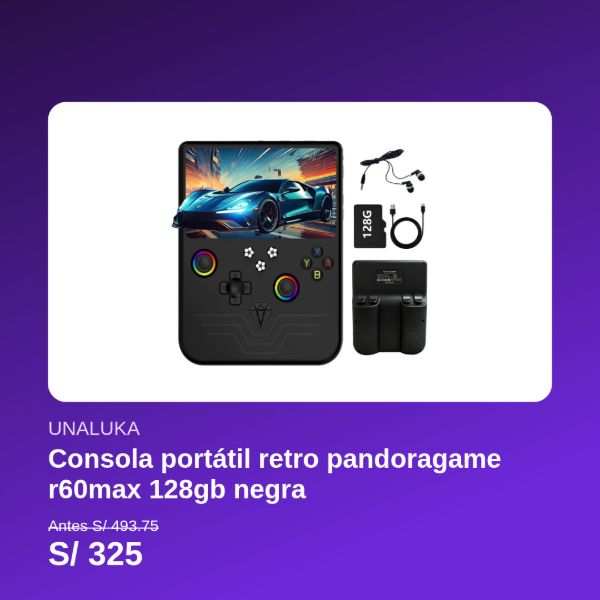 128G
X
Y
A
B
UNALUKA
Consola portátil retro pandoragame
r60max 128gb negra
Antes S/ 493.75
S/ 325